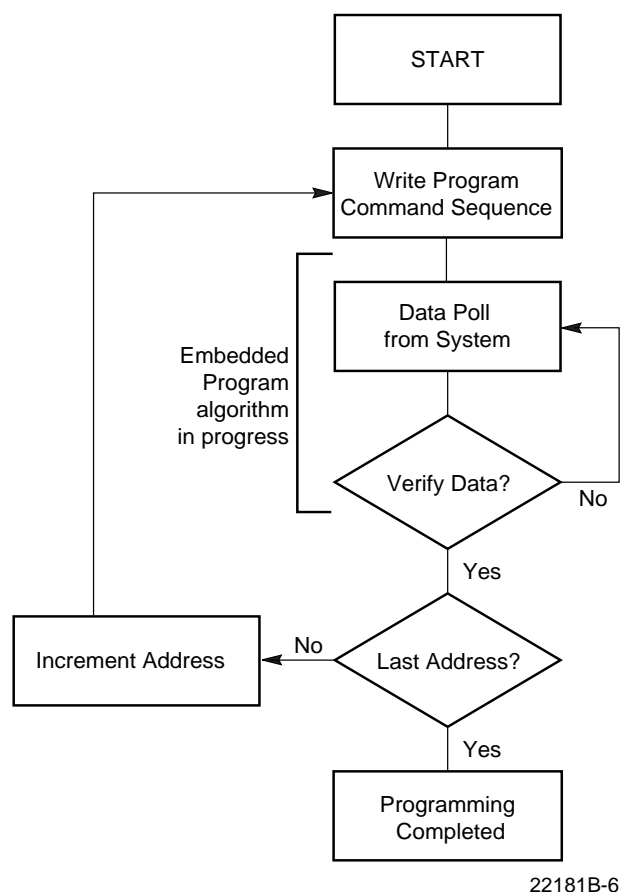 START
Write Program
Command Sequence
Data Poll
from System
Embedded
Program
algorithm
in progress
Verify Data?
No
Yes
Increment Address
No
Last Address?
Yes
Programming
Completed
22181B-6